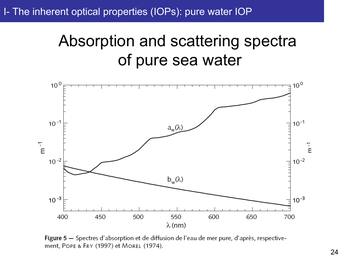 I- The inherent optical properties (IOPs): pure water IOP
Absorption and scattering spectra
of pure sea water
10⁰
10⁻¹
10⁻²
10⁻³
m⁻¹
a_w(λ)
b_w(λ)
10⁰
10⁻¹
10⁻²
10⁻³
m⁻¹
400 450 500 550 600 650 700
λ (nm)
Figure 5 — Spectres d'absorption et de diffusion de l'eau de mer pure, d'après, respective-
ment, POPE & FRY (1997) et MOREL (1974).
24